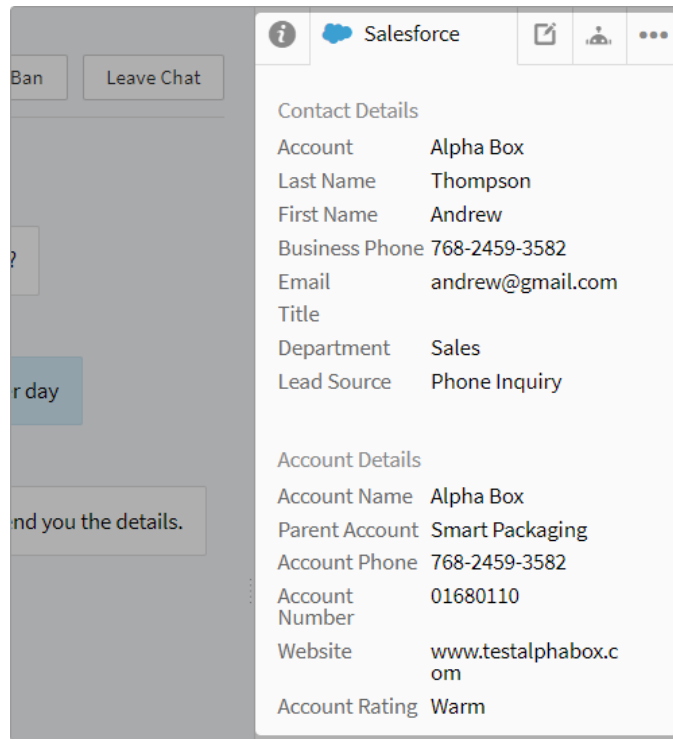 Salesforce
Ban
Leave Chat
?
r day
end you the details.
Contact Details
Account Alpha Box
Last Name Thompson
First Name Andrew
Business Phone 768-2459-3582
Email andrew@gmail.com
Title
Department Sales
Lead Source Phone Inquiry
Account Details
Account Name Alpha Box
Parent Account Smart Packaging
Account Phone 768-2459-3582
Account 01680110
Number
Website www.testalphabox.c
om
Account Rating Warm